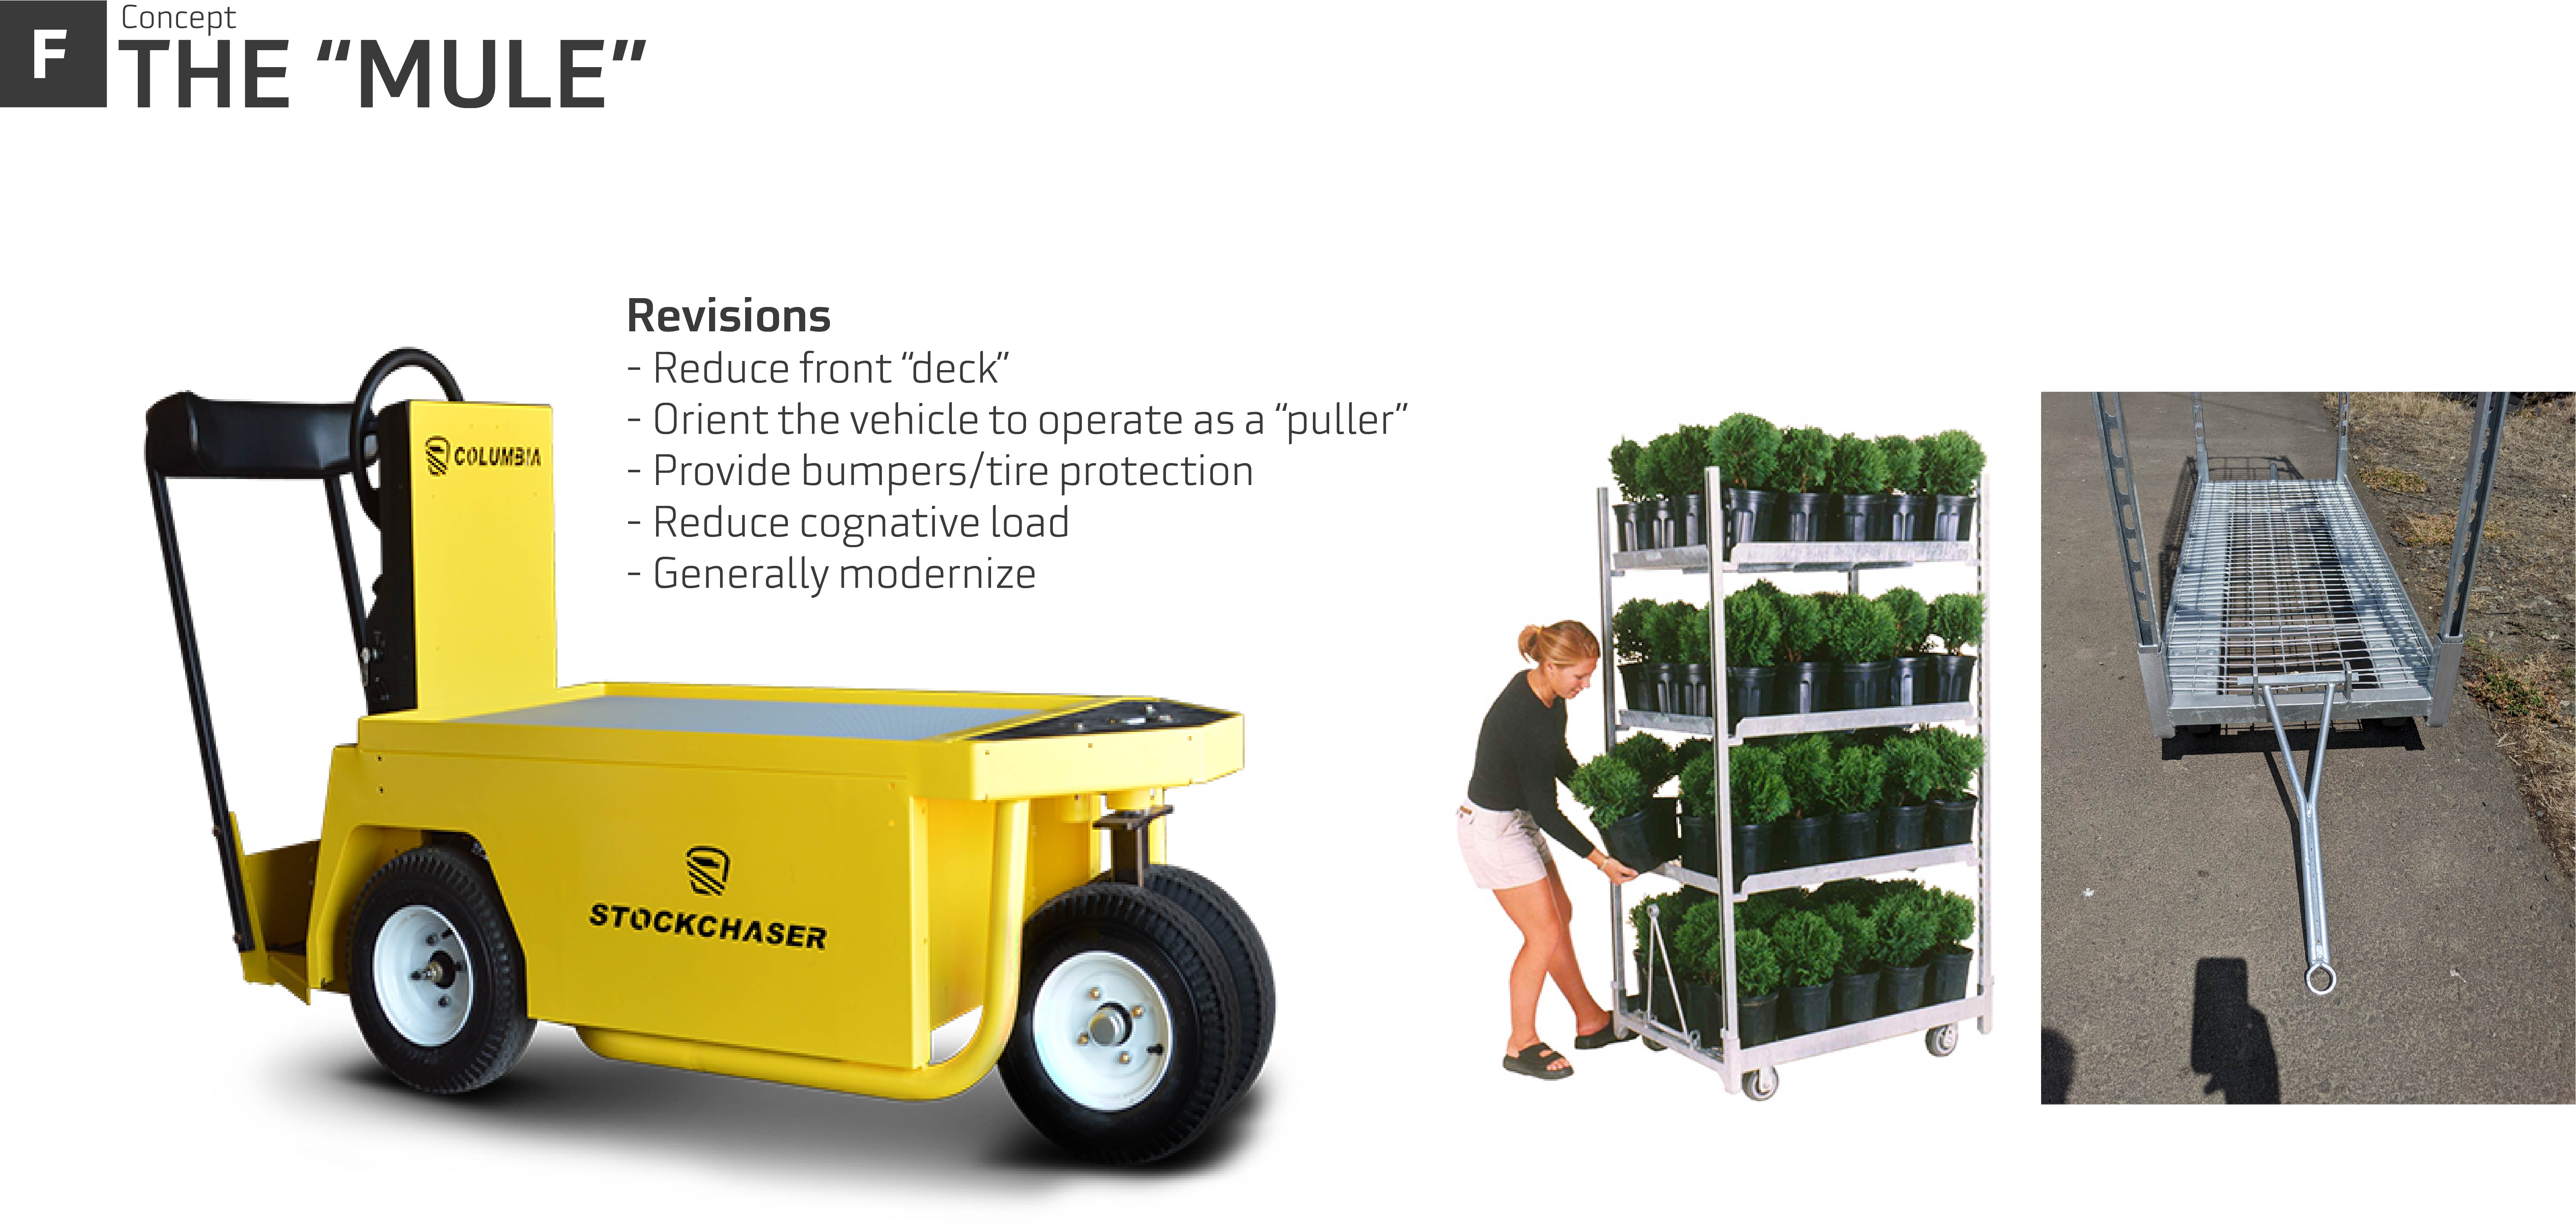 F
Concept
THE “MULE”
Revisions
- Reduce front “deck”
- Orient the vehicle to operate as a “puller”
- Provide bumpers/tire protection
- Reduce cognative load
- Generally modernize
COLUMBIA
STOCKCHASER